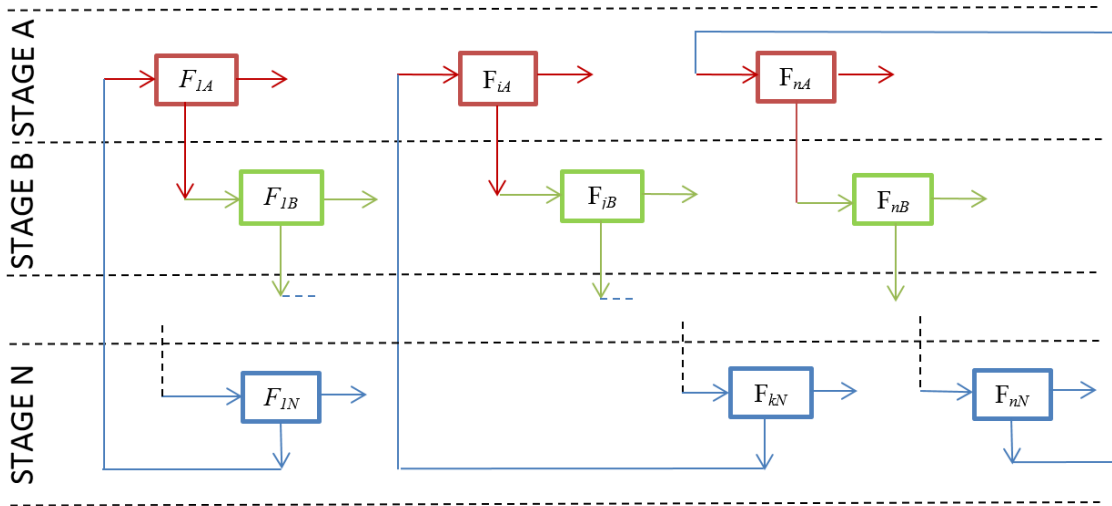 STAGE A
F1A
FiA
FnA
STAGE B
F1B
FjB
FnB
STAGE N
F1N
FkN
FnN